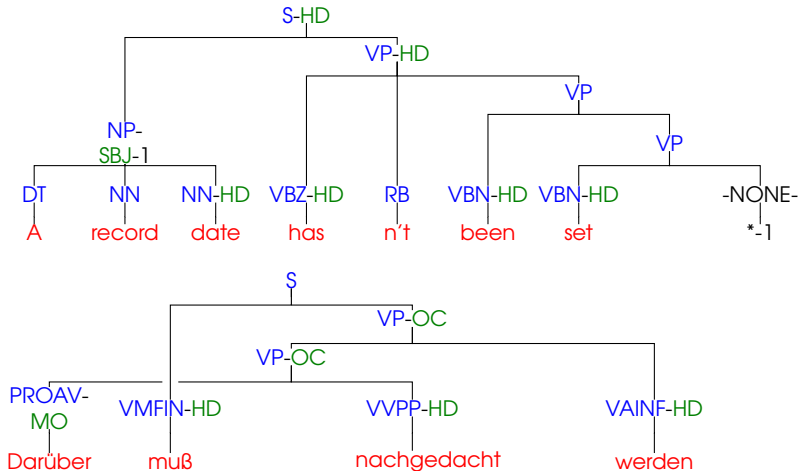 S-HD
VP-HD
VP
NP-
SBJ-1
VP
DT NN NN-HD VBZ-HD RB VBN-HD VBN-HD -NONE-
A record date has n't been set *-1
S
VP-OC
VP-OC
PROAV-
MO
VMFIN-HD VVPP-HD VAINF-HD
Darüber muß nachgedacht werden